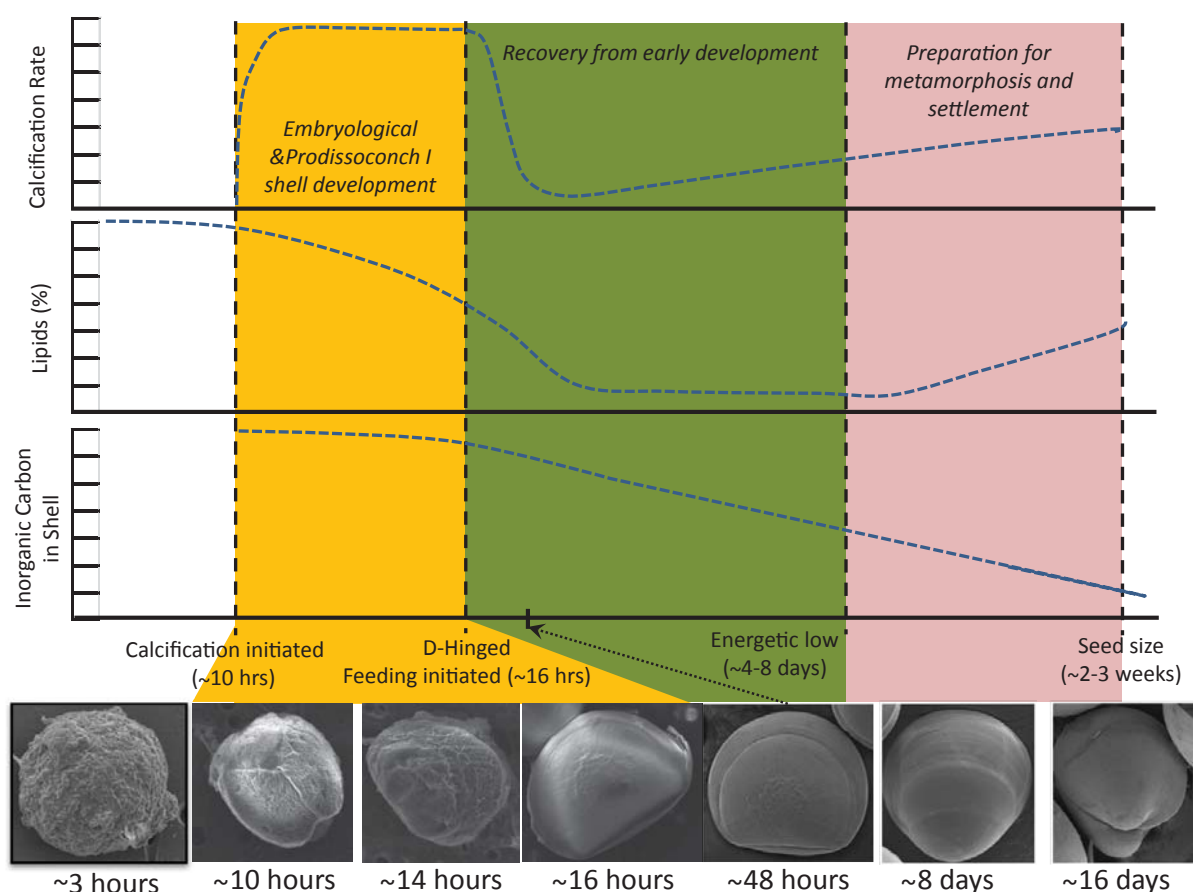 Calcification Rate
Embryological
&Prodissoconch I
shell development
Recovery from early development
Preparation for
metamorphosis and
settlement
Lipids (%)
Inorganic Carbon
in Shell
Calcification initiated
(~10 hrs)
D-Hinged
Feeding initiated (~16 hrs)
Energetic low
(~4-8 days)
Seed size
(~2-3 weeks)
~3 hours
~10 hours
~14 hours
~16 hours
~48 hours
~8 days
~16 days